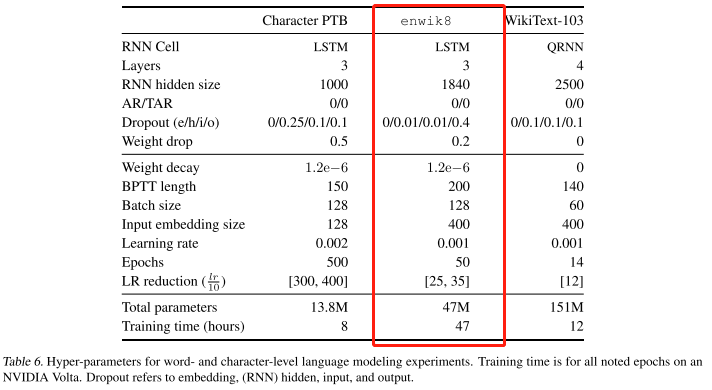 Character PTB enwik8 WikiText-103
RNN Cell LSTM LSTM QRNN
Layers 3 3 4
RNN hidden size 1000 1840 2500
AR/TAR 0/0 0/0 0/0
Dropout (e/h/i/o) 0/0.25/0.1/0.1 0/0.01/0.01/0.4 0/0.1/0.1/0.1
Weight drop 0.5 0.2 0
Weight decay 1.2e−6 1.2e−6 0
BPTT length 150 200 140
Batch size 128 128 60
Input embedding size 128 400 400
Learning rate 0.002 0.001 0.001
Epochs 500 50 14
LR reduction (lr/10) [300, 400] [25, 35] [12]
Total parameters 13.8M 47M 151M
Training time (hours) 8 47 12
Table 6. Hyper-parameters for word- and character-level language modeling experiments. Training time is for all noted epochs on an
NVIDIA Volta. Dropout refers to embedding, (RNN) hidden, input, and output.